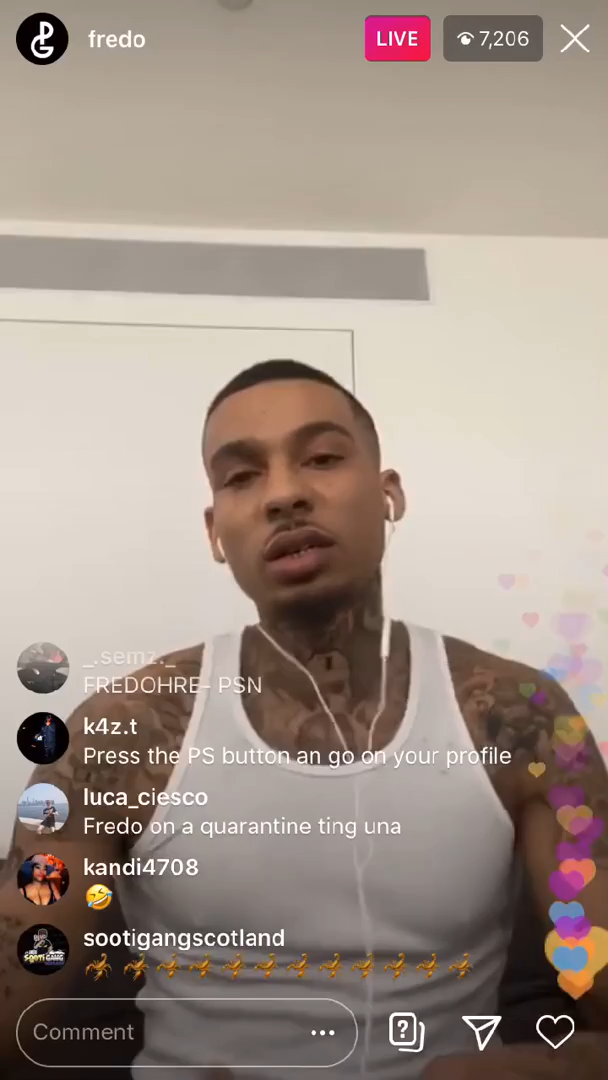 fredo
LIVE
7,206
_.semz._
FREDOHRE- PSN
k4z.t
Press the PS button an go on your profile
luca_ciesco
Fredo on a quarantine ting una
kandi4708
🤣
sootigangscotland
🦂 🦂 🦂 🦂 🦂 🦂 🦂 🦂 🦂 🦂 🦂 🦂
Comment